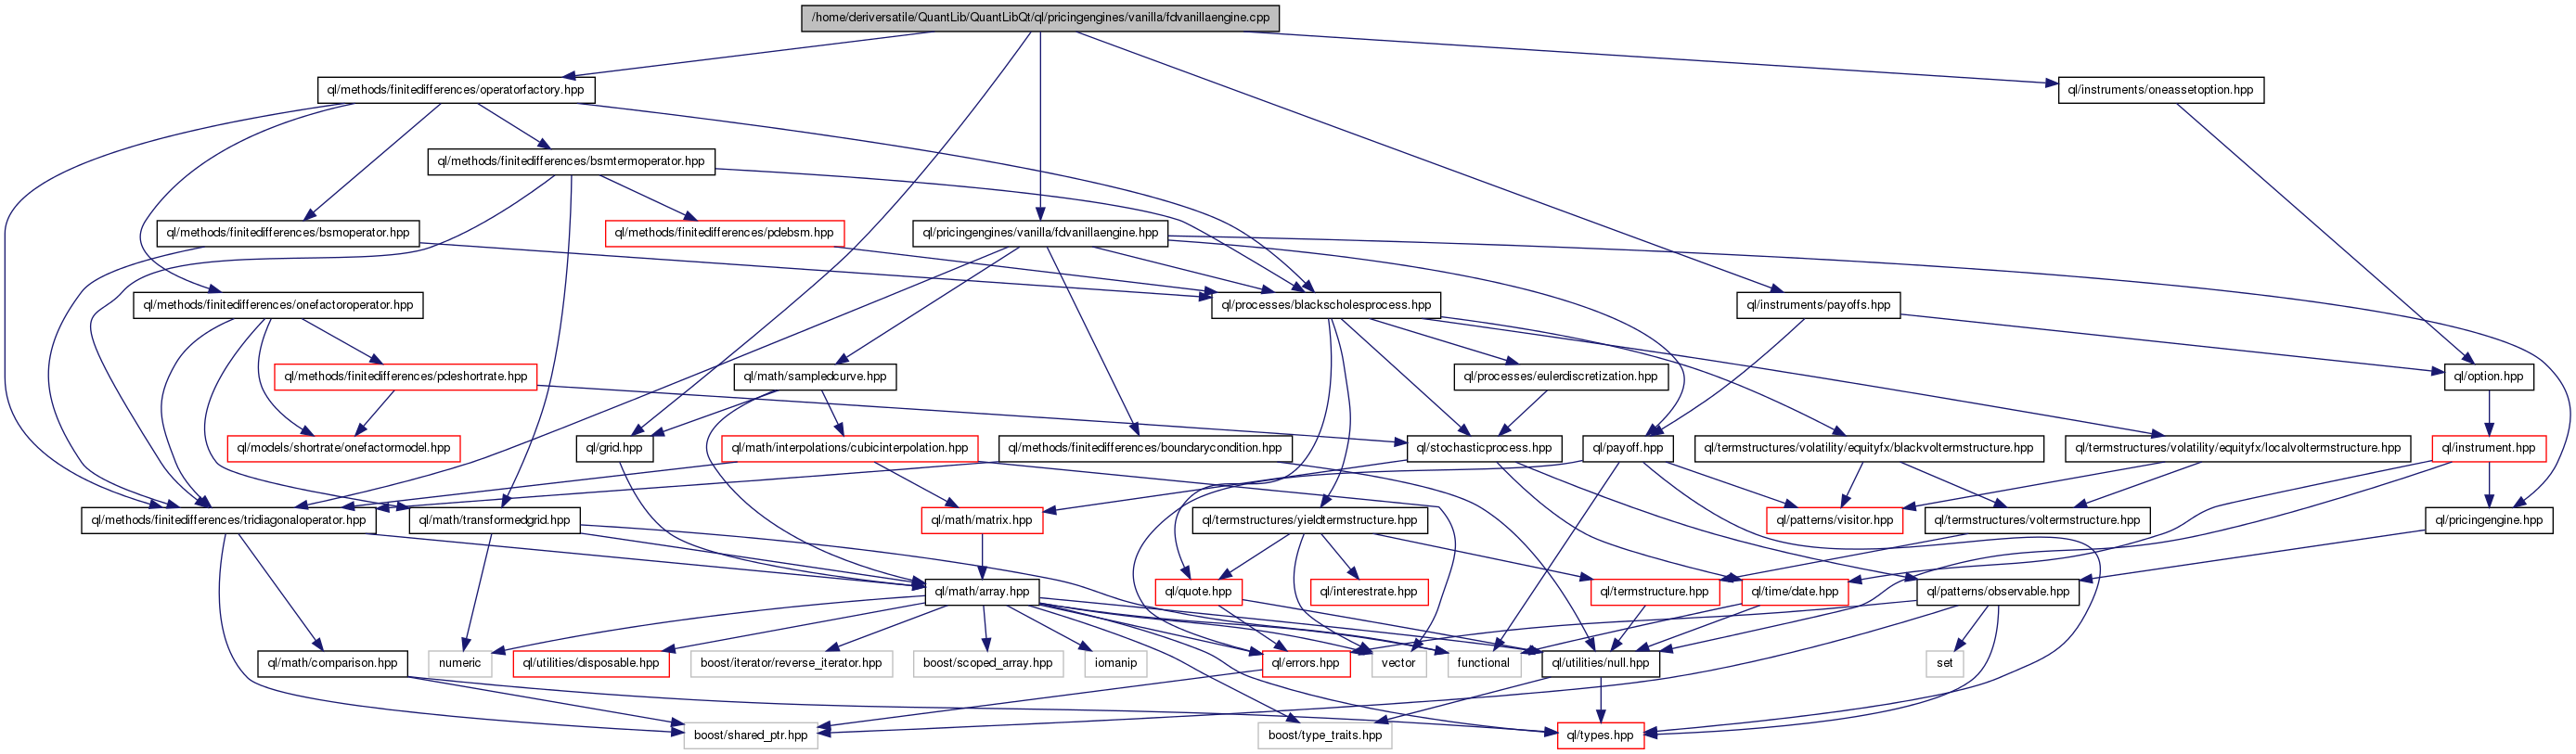 /home/deriversatile/QuantLib/QuantLibQt/ql/pricingengines/vanilla/fdvanillaengine.cpp
ql/methods/finitedifferences/operatorfactory.hpp
ql/instruments/oneassetoption.hpp
ql/methods/finitedifferences/bsmtermoperator.hpp
ql/methods/finitedifferences/bsmoperator.hpp
ql/methods/finitedifferences/pdebsm.hpp
ql/pricingengines/vanilla/fdvanillaengine.hpp
ql/methods/finitedifferences/onefactoroperator.hpp
ql/processes/blackscholesprocess.hpp
ql/instruments/payoffs.hpp
ql/methods/finitedifferences/pdeshortrate.hpp
ql/math/sampledcurve.hpp
ql/processes/eulerdiscretization.hpp
ql/option.hpp
ql/models/shortrate/onefactormodel.hpp
ql/grid.hpp
ql/math/interpolations/cubicinterpolation.hpp
ql/methods/finitedifferences/boundarycondition.hpp
ql/stochasticprocess.hpp
ql/payoff.hpp
ql/termstructures/volatility/equityfx/blackvoltermstructure.hpp
ql/termstructures/volatility/equityfx/localvoltermstructure.hpp
ql/instrument.hpp
ql/methods/finitedifferences/tridiagonaloperator.hpp
ql/math/transformedgrid.hpp
ql/math/matrix.hpp
ql/termstructures/yieldtermstructure.hpp
ql/patterns/visitor.hpp
ql/termstructures/voltermstructure.hpp
ql/pricingengine.hpp
ql/math/array.hpp
ql/quote.hpp
ql/interestrate.hpp
ql/termstructure.hpp
ql/time/date.hpp
ql/patterns/observable.hpp
ql/math/comparison.hpp
numeric
ql/utilities/disposable.hpp
boost/iterator/reverse_iterator.hpp
boost/scoped_array.hpp
iomanip
ql/errors.hpp
vector
functional
ql/utilities/null.hpp
set
boost/shared_ptr.hpp
boost/type_traits.hpp
ql/types.hpp